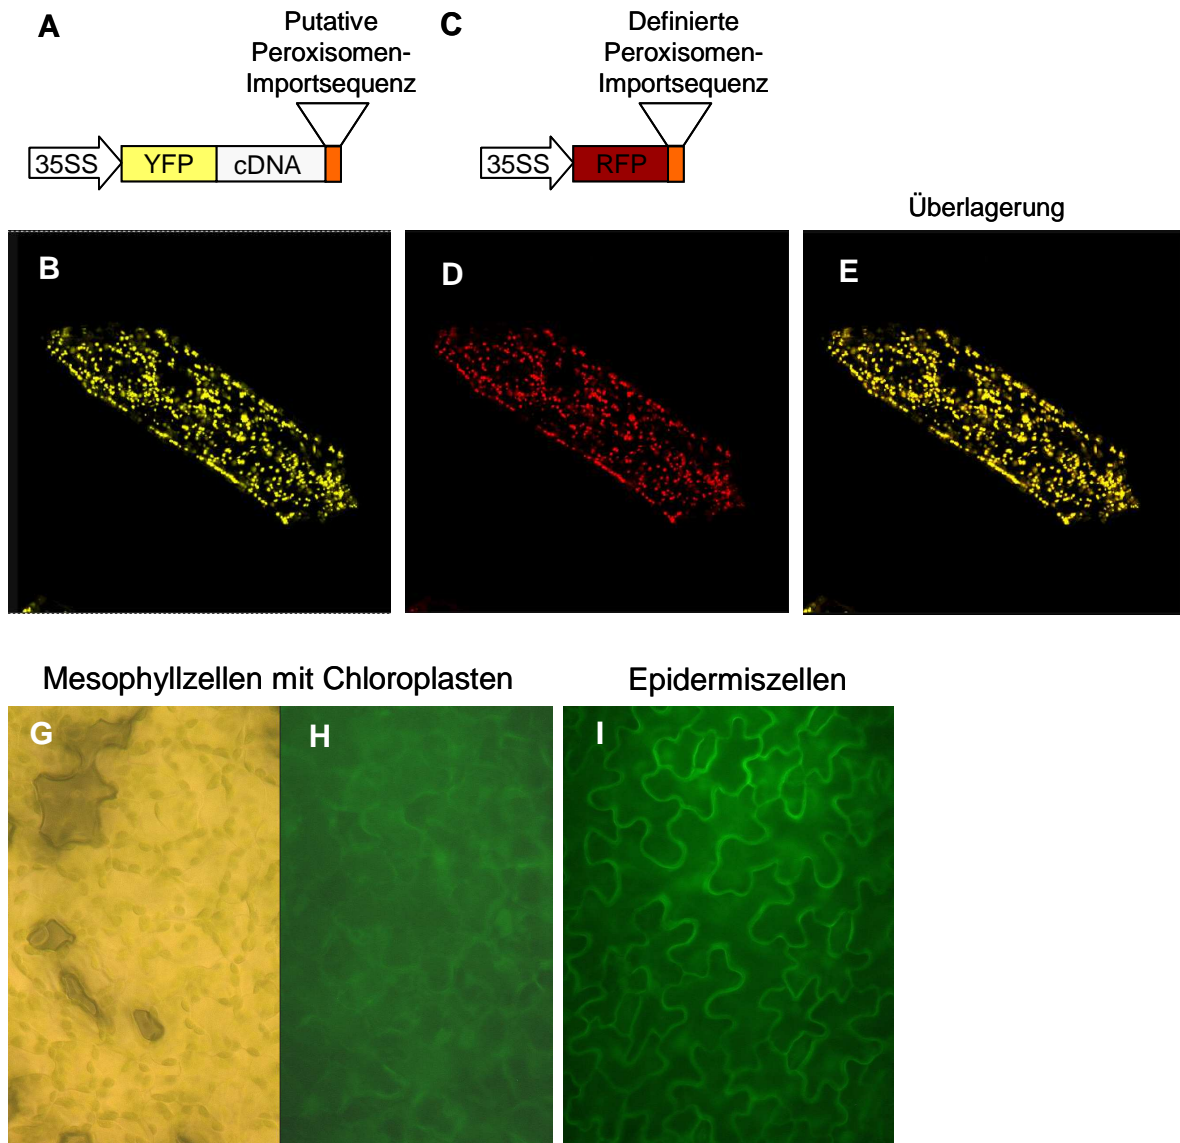 A
Putative
Peroxisomen-
Importsequenz
35SS
YFP
cDNA
C
Definierte
Peroxisomen-
Importsequenz
35SS
RFP
Überlagerung
B
D
E
Mesophyllzellen mit Chloroplasten
Epidermiszellen
G
H
I